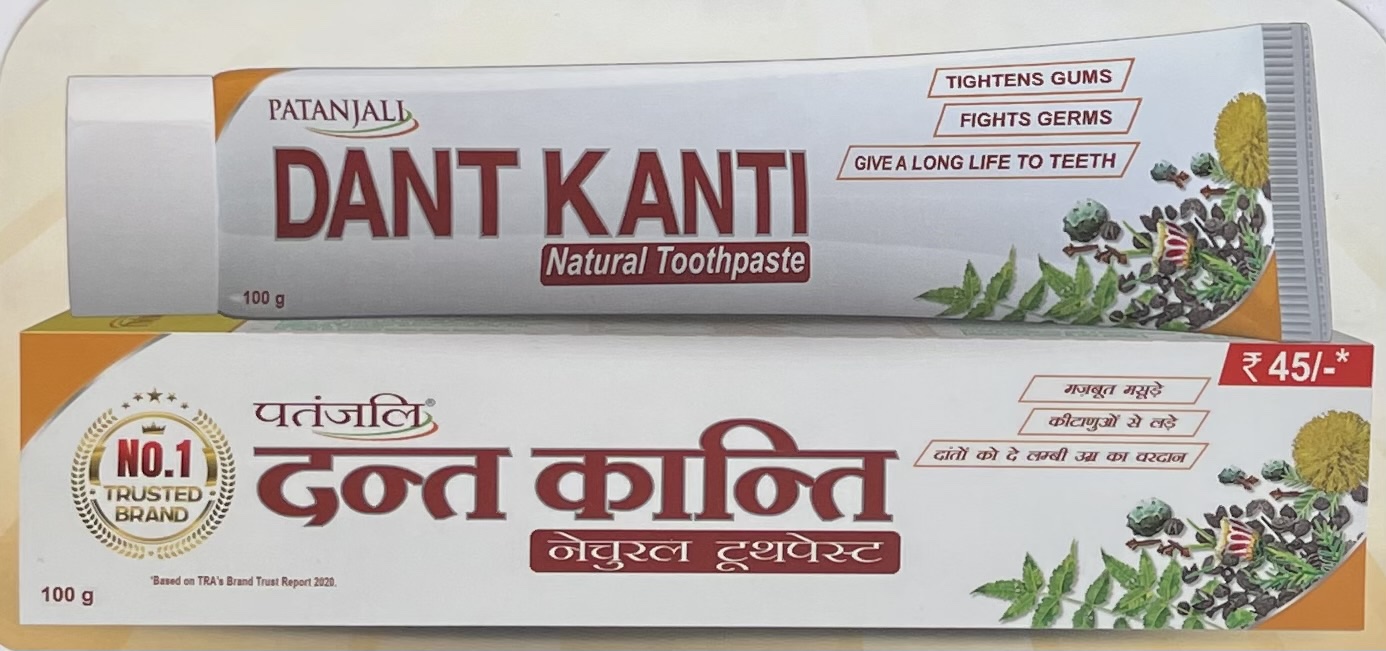 PATANJALI
DANT KANTI
Natural Toothpaste
100 g
TIGHTENS GUMS
FIGHTS GERMS
GIVE A LONG LIFE TO TEETH
₹ 45/-*
NO.1
TRUSTED
BRAND
पतंजलि®
दन्त कान्ति
नेचुरल टूथपेस्ट
मज़बूत मसूड़े
कीटाणुओं से लड़े
दांतों को दे लम्बी उम्र का वरदान
*Based on TRA's Brand Trust Report 2020.
100 g